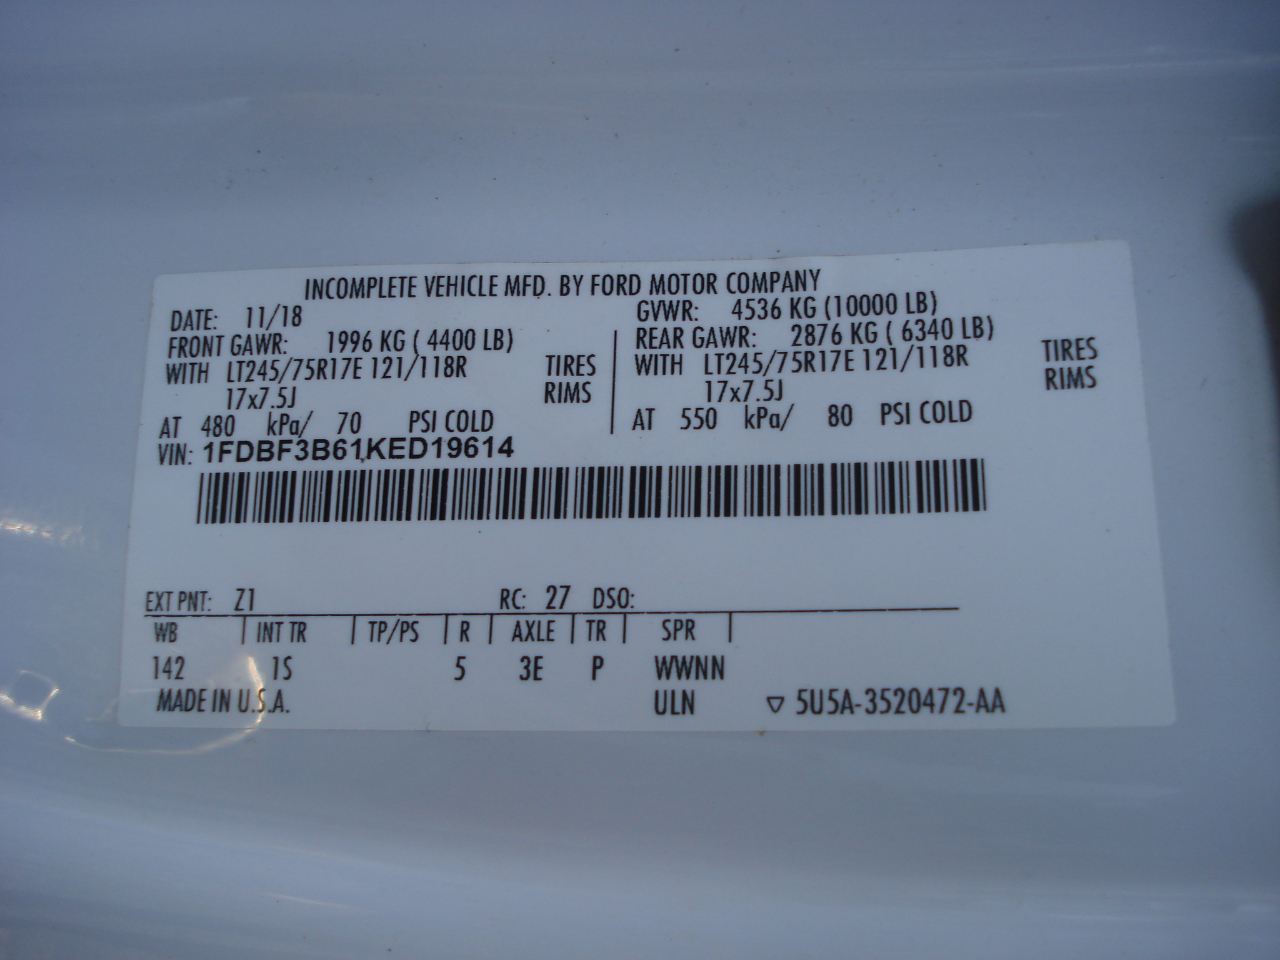 INCOMPLETE VEHICLE MFD. BY FORD MOTOR COMPANY
DATE: 11/18 GVWR: 4536 KG (10000 LB)
FRONT GAWR: 1996 KG ( 4400 LB) REAR GAWR: 2876 KG ( 6340 LB)
WITH LT245/75R17E 121/118R TIRES WITH LT245/75R17E 121/118R TIRES
17x7.5J RIMS 17x7.5J RIMS
AT 480 kPa/ 70 PSI COLD AT 550 kPa/ 80 PSI COLD
VIN: 1FDBF3B61KED19614
EXT PNT: Z1 RC: 27 DSO:
WB INT TR TP/PS R AXLE TR SPR
142 1S 5 3E P WWNN
MADE IN U.S.A. ULN ▽ 5U5A-3520472-AA